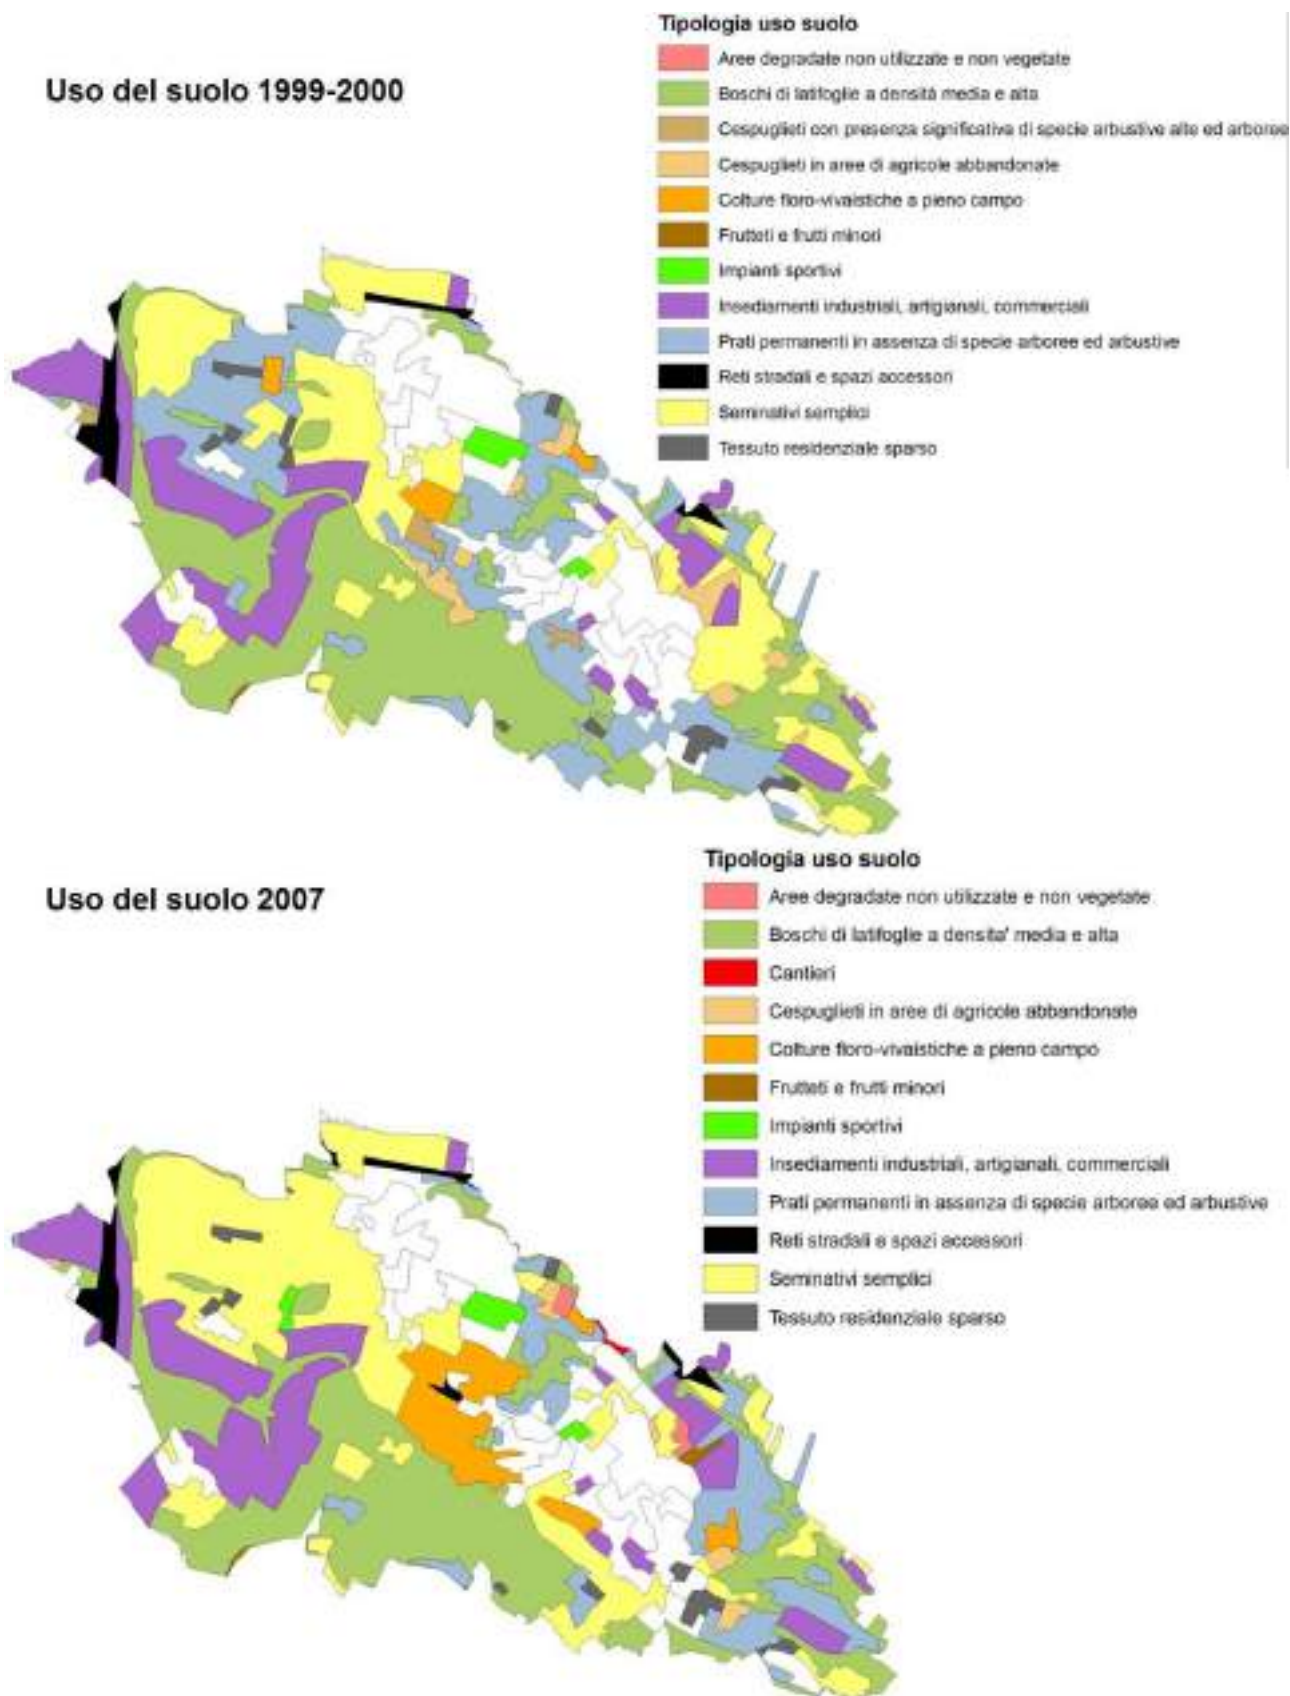 Tipologia uso suolo
Uso del suolo 1999-2000
Aree degradate non utilizzate e non vegetate
Boschi di latifoglie a densità media e alta
Cespuglieti con presenza significativa di specie arbustive alte ed arboree
Cespuglieti in aree di agricole abbandonate
Colture floro-vivaistiche a pieno campo
Frutteti e frutti minori
Impianti sportivi
Insediamenti industriali, artigianali, commerciali
Prati permanenti in assenza di specie arboree ed arbustive
Reti stradali e spazi accessori
Seminativi semplici
Tessuto residenziale sparso
Tipologia uso suolo
Uso del suolo 2007
Aree degradate non utilizzate e non vegetate
Boschi di latifoglie a densita' media e alta
Cantieri
Cespuglieti in aree di agricole abbandonate
Colture floro-vivaistiche a pieno campo
Frutteti e frutti minori
Impianti sportivi
Insediamenti industriali, artigianali, commerciali
Prati permanenti in assenza di specie arboree ed arbustive
Reti stradali e spazi accessori
Seminativi semplici
Tessuto residenziale sparso